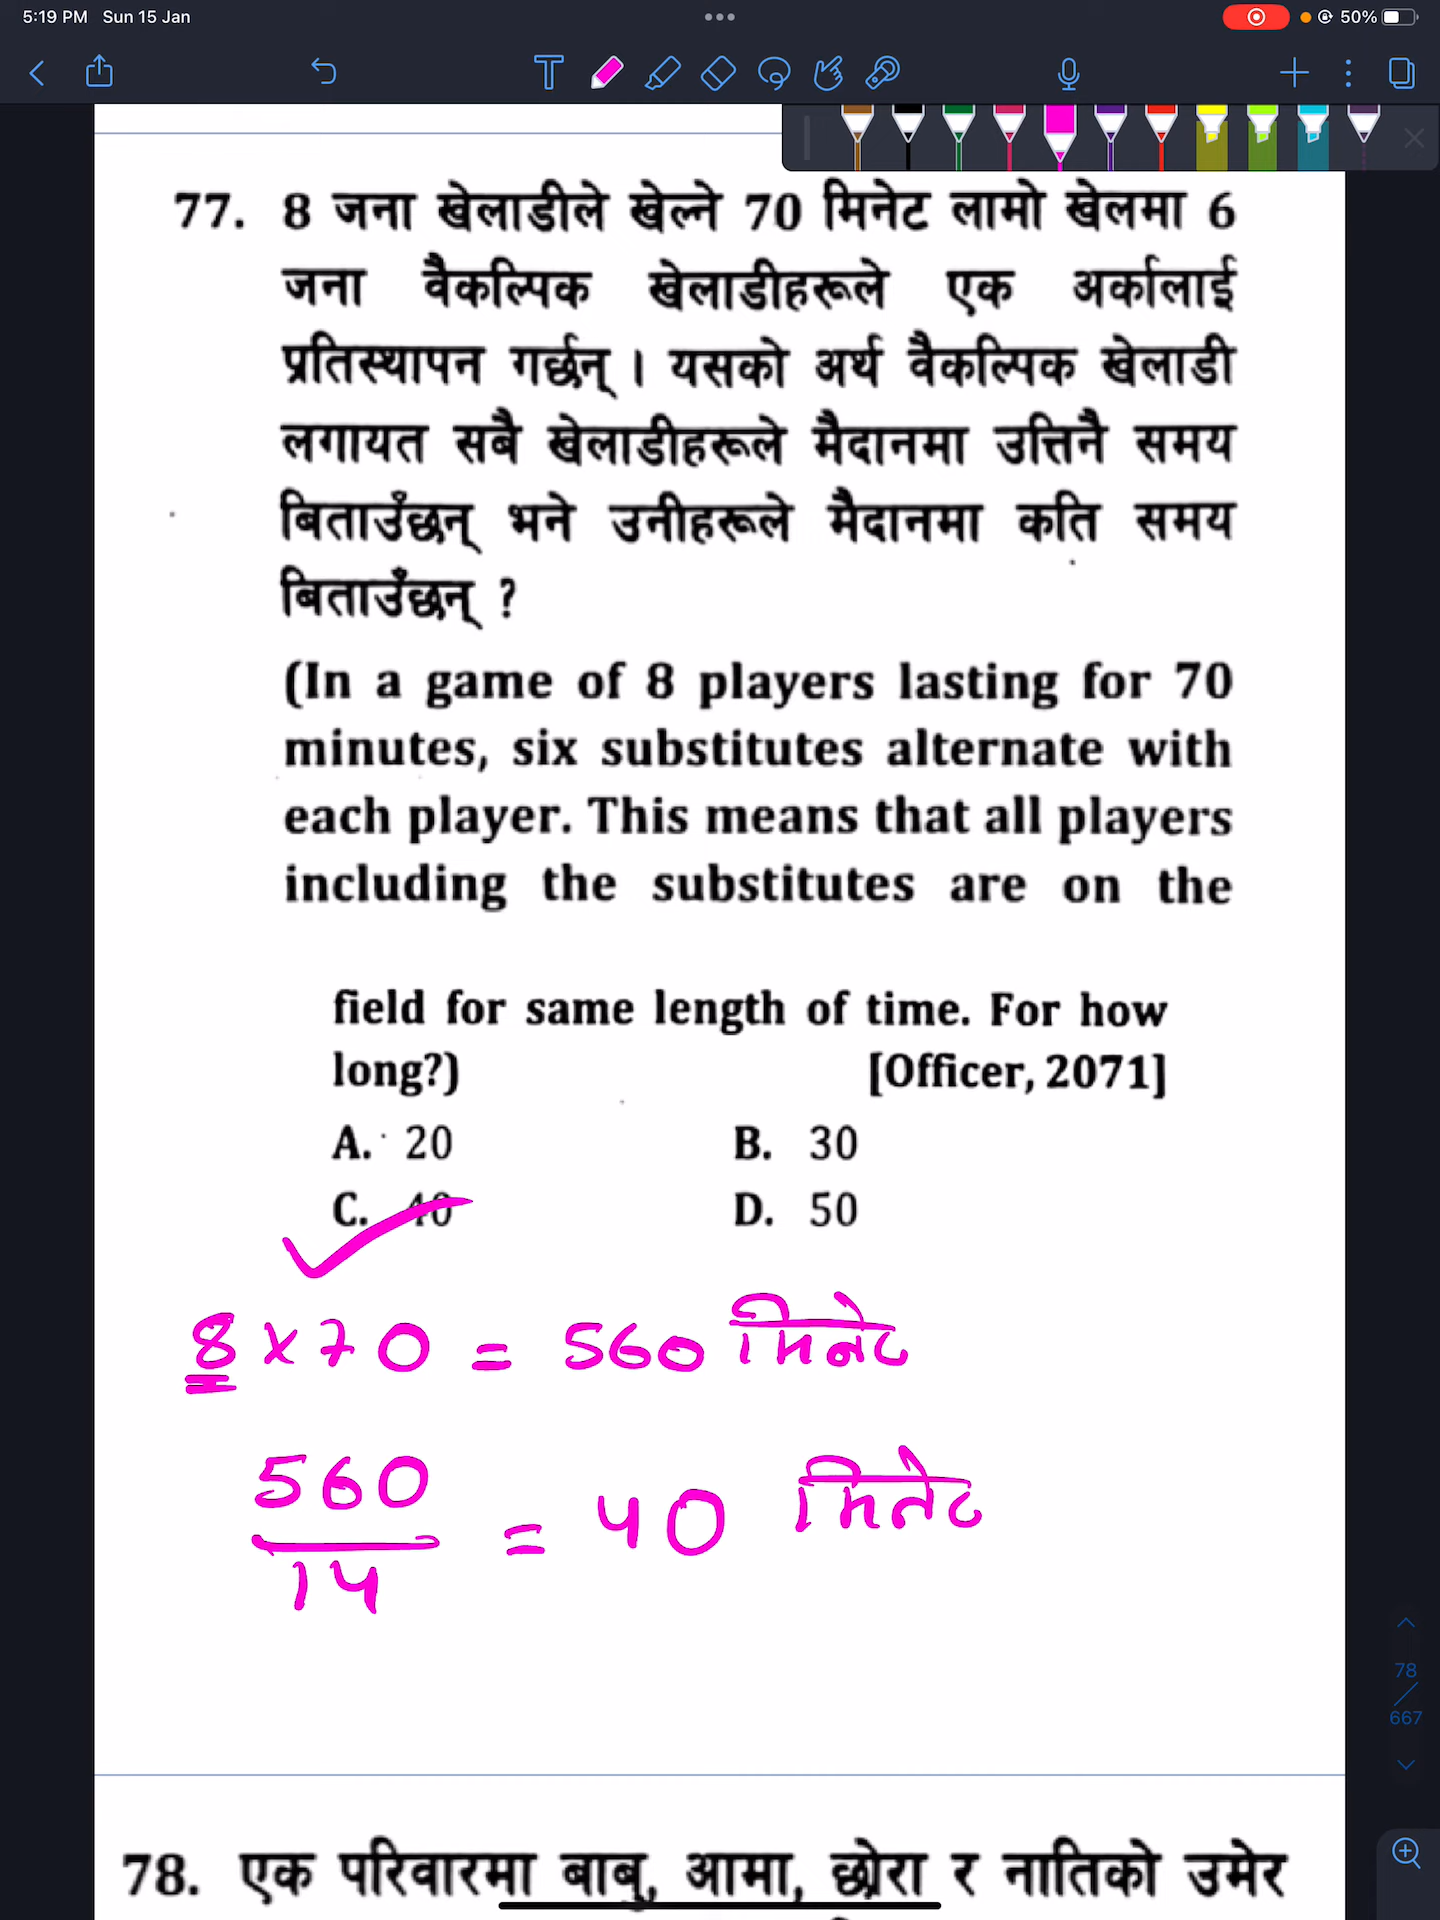 5:19 PM Sun 15 Jan
50%
77. 8 जना खेलाडीले खेल्ने 70 मिनेट लामो खेलमा 6
जना वैकल्पिक खेलाडीहरूले एक अर्कालाई
प्रतिस्थापन गर्छन् । यसको अर्थ वैकल्पिक खेलाडी
लगायत सबै खेलाडीहरूले मैदानमा उत्तिनै समय
बिताउँछन् भने उनीहरूले मैदानमा कति समय
बिताउँछन् ?
(In a game of 8 players lasting for 70
minutes, six substitutes alternate with
each player. This means that all players
including the substitutes are on the
field for same length of time. For how
long?) [Officer, 2071]
A. 20 B. 30
C. 40 D. 50
8 x 70 = 560 मिनेट
560
14
= 40 मिनेट
78
/
667
78. एक परिवारमा बाबु, आमा, छोरा र नातिको उमेर